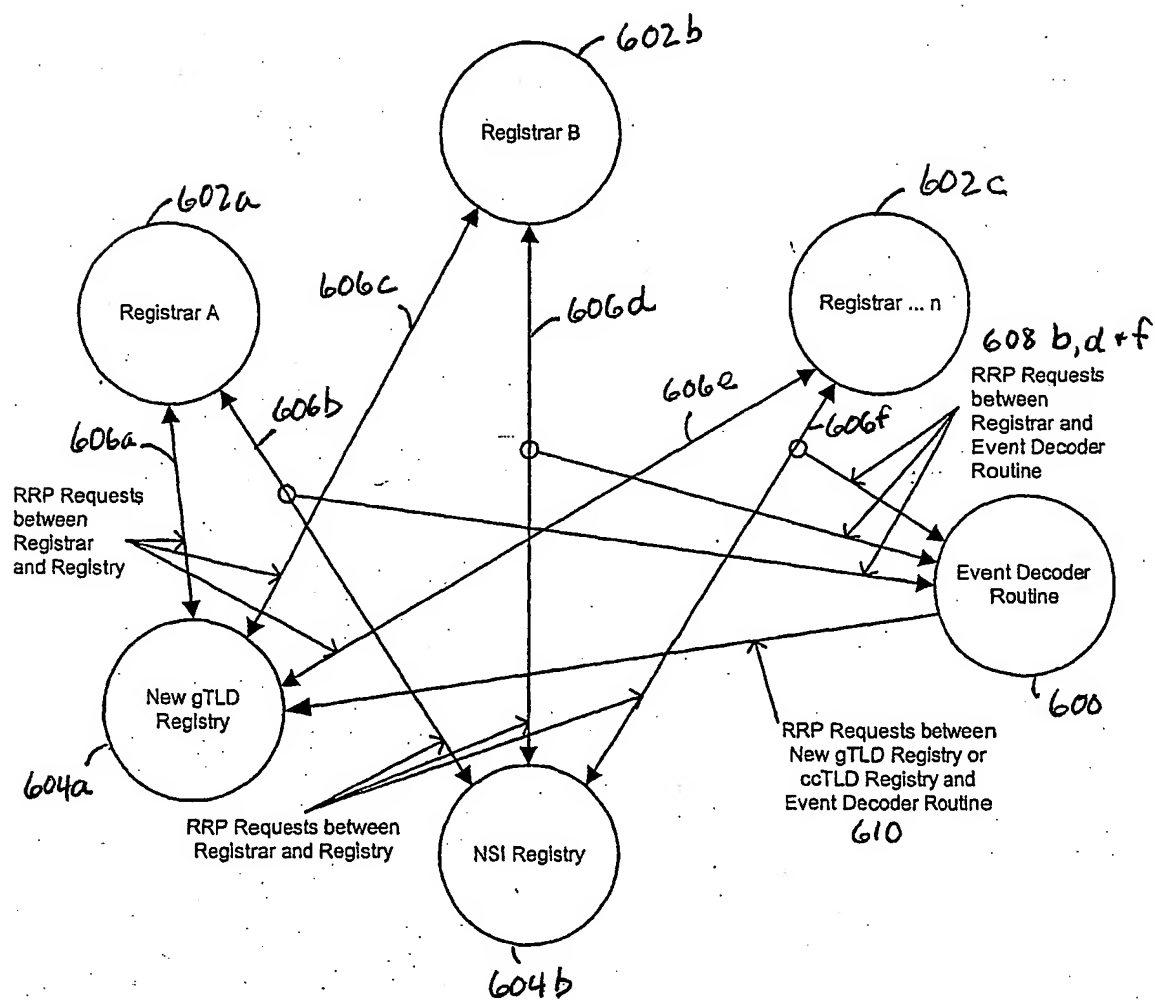 602b
Registrar B
602a
602c
Registrar A
606c
606d
Registrar ... n
608 b, d + f
RRP Requests
between
Registrar and
Event Decoder
Routine
606e
606b
606f
606a
RRP Requests
between
Registrar
and Registry
Event Decoder
Routine
New gTLD
Registry
600
RRP Requests between
New gTLD Registry or
ccTLD Registry and
Event Decoder Routine
610
604a
RRP Requests between
Registrar and Registry
NSI Registry
604b